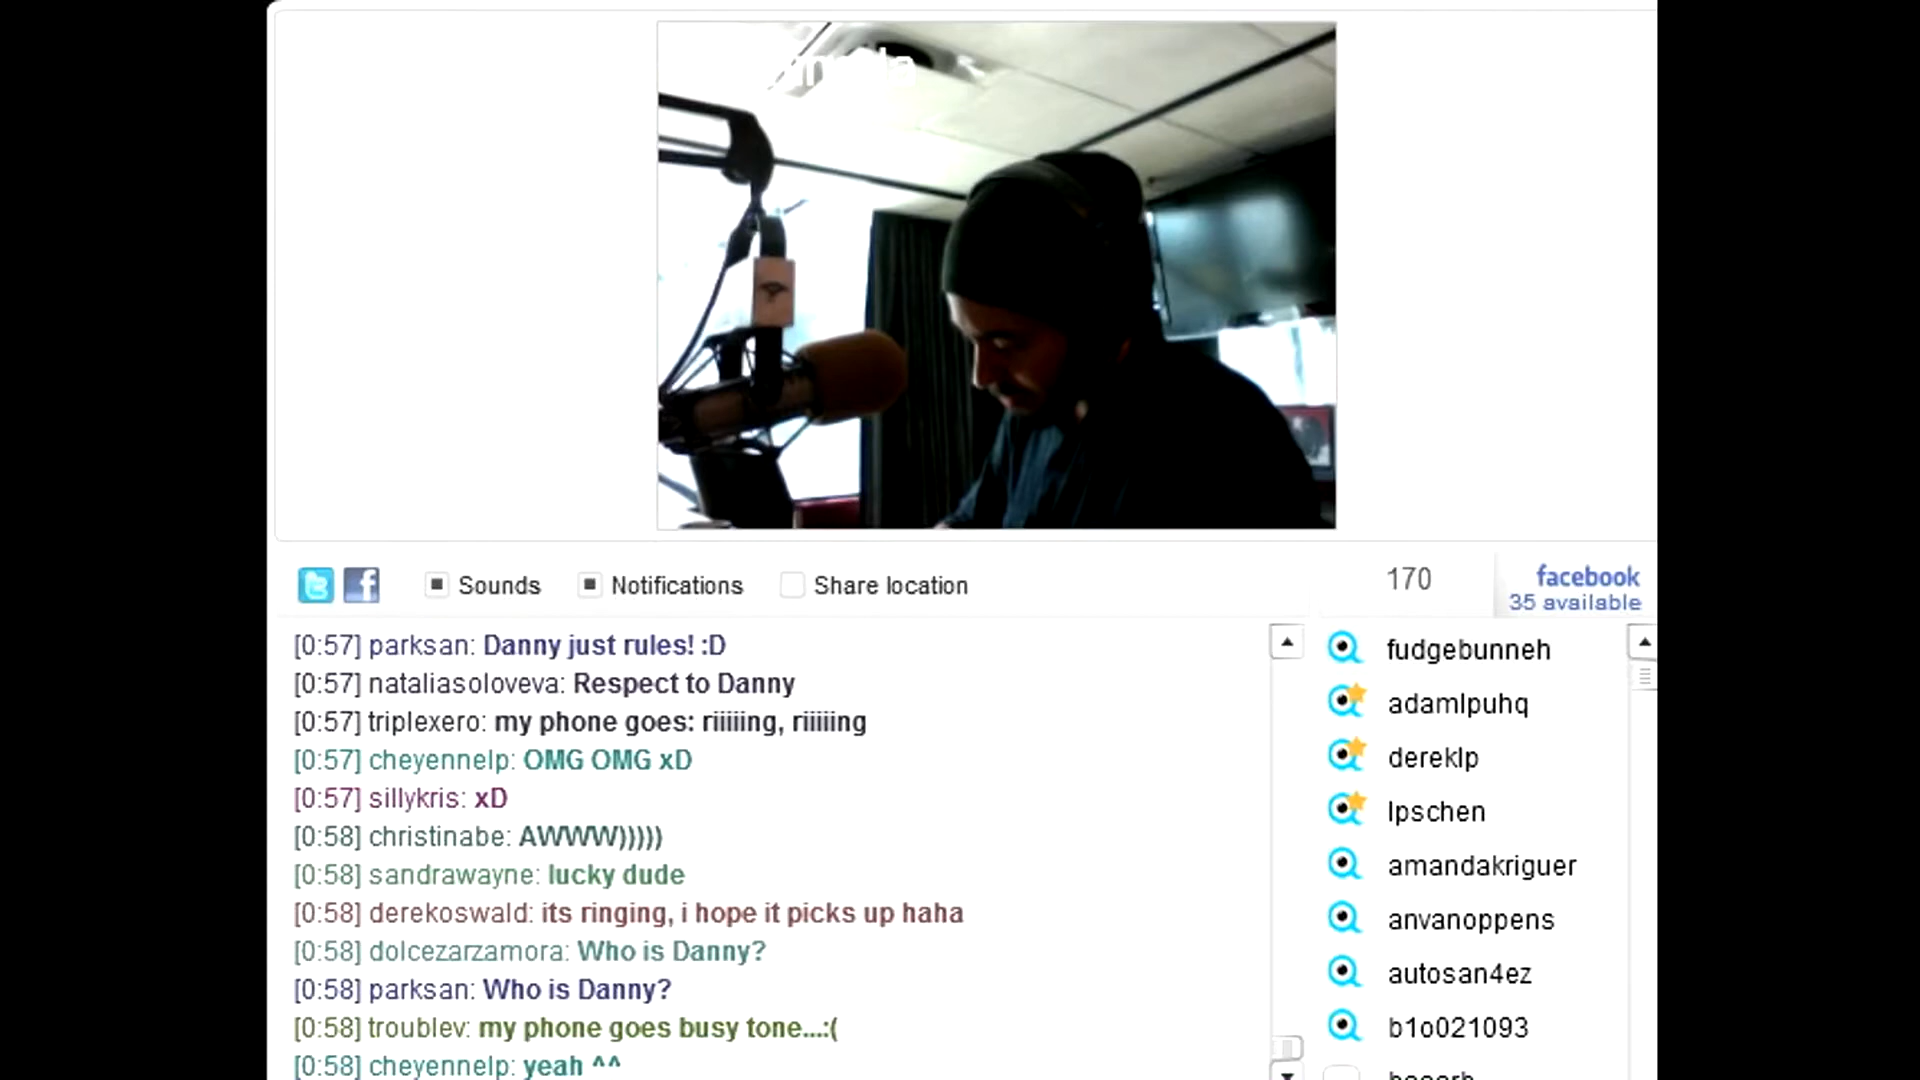 Sounds
Notifications
Share location
170
facebook
35 available
[0:57] parksan: Danny just rules! :D
[0:57] nataliasoloveva: Respect to Danny
[0:57] triplexero: my phone goes: riiiiing, riiiiing
[0:57] cheyennelp: OMG OMG xD
[0:57] sillykris: xD
[0:58] christinabe: AWWW)))))
[0:58] sandrawayne: lucky dude
[0:58] derekoswald: its ringing, i hope it picks up haha
[0:58] dolcezarzamora: Who is Danny?
[0:58] parksan: Who is Danny?
[0:58] troublev: my phone goes busy tone...:(
[0:58] cheyennelp: yeah ^^
fudgebunneh
adamlpuhq
dereklp
lpschen
amandakriguer
anvanoppens
autosan4ez
b1o021093